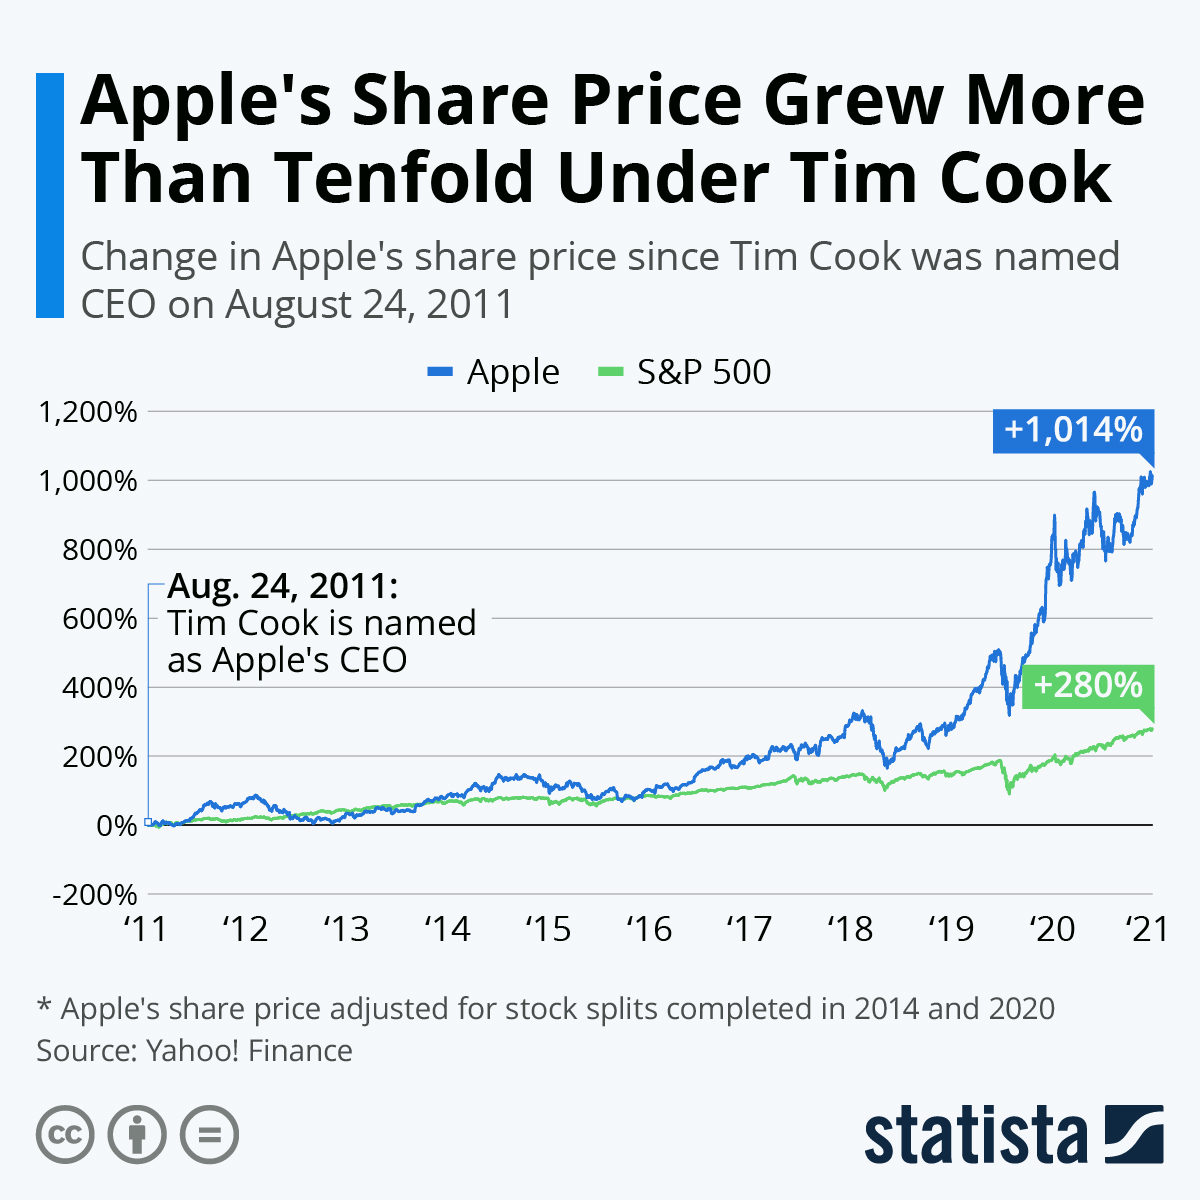 Apple's Share Price Grew More
Than Tenfold Under Tim Cook
Change in Apple's share price since Tim Cook was named
CEO on August 24, 2011
Apple
S&P 500
1,200%
1,000%
800%
600%
400%
200%
0%
-200%
+1,014%
+280%
Aug. 24, 2011:
Tim Cook is named
as Apple's CEO
‘11 ‘12 ‘13 ‘14 ‘15 ‘16 ‘17 ‘18 ‘19 ‘20 ‘21
* Apple's share price adjusted for stock splits completed in 2014 and 2020
Source: Yahoo! Finance
cc
statista